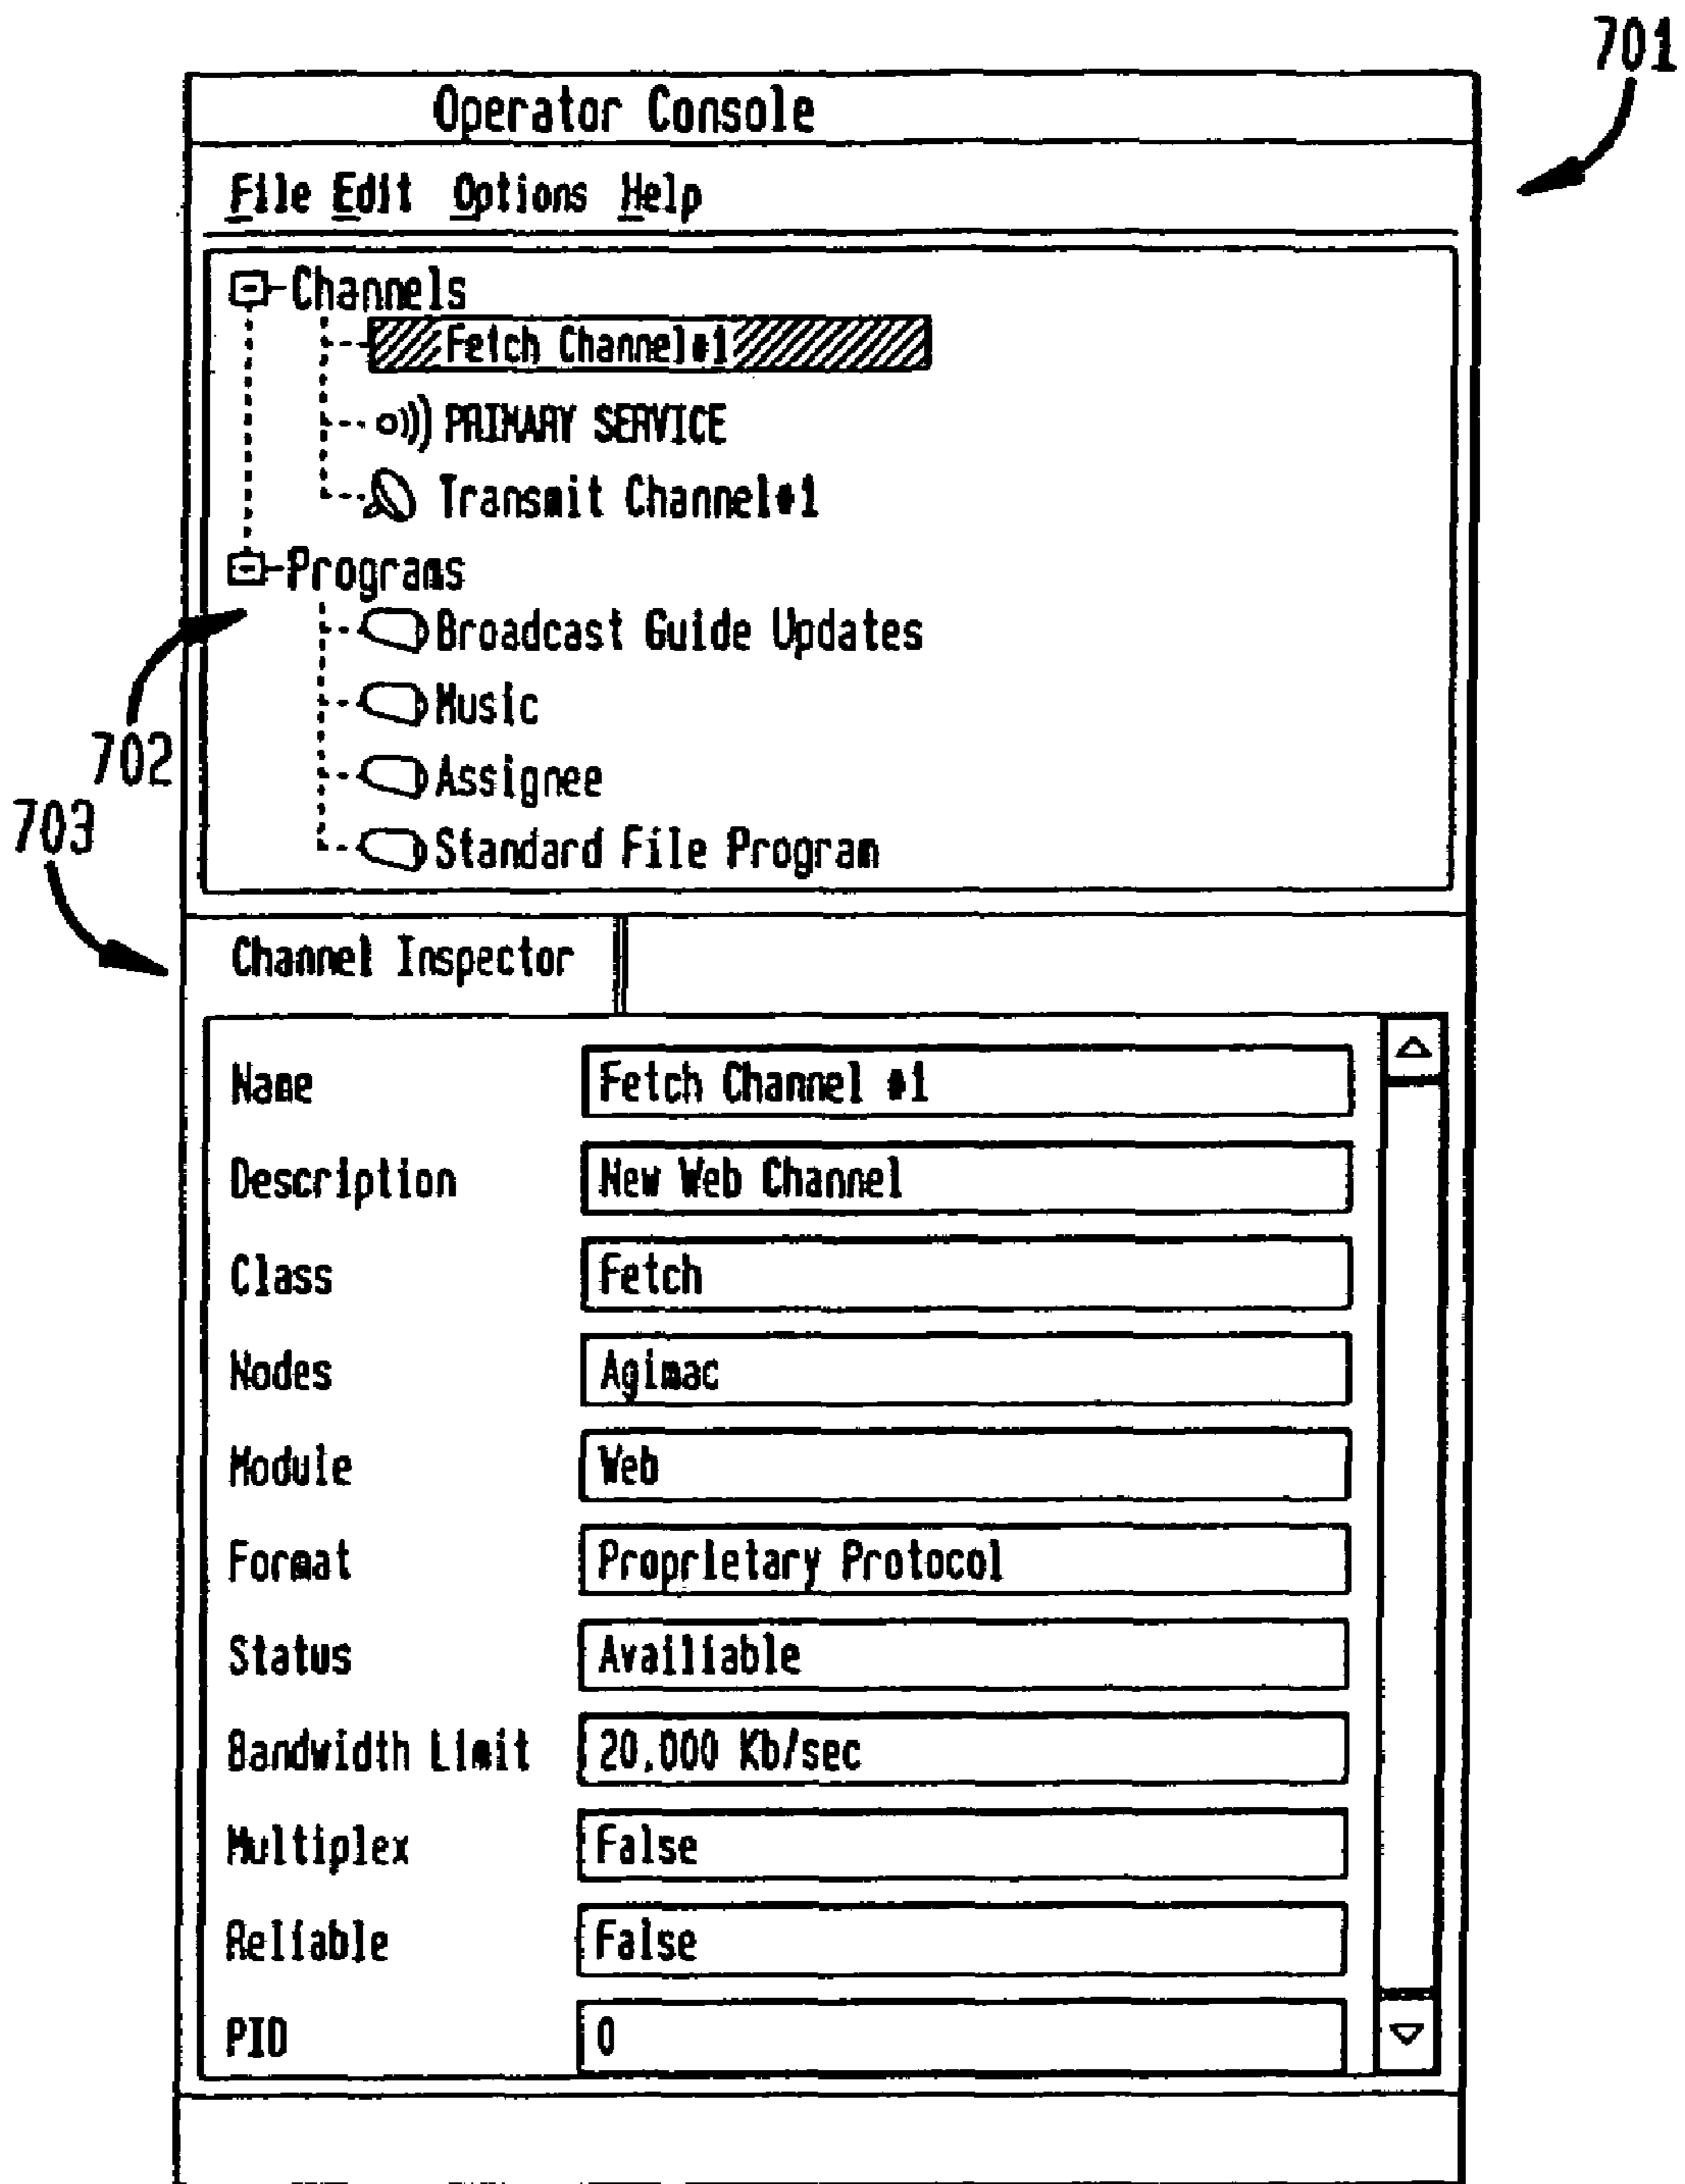 701
Operator Console
File Edit Options Help
Channels
Fetch Channel#1
PRIMARY SERVICE
Transmit Channel#1
Programs
Broadcast Guide Updates
Music
702
Assignee
703
Standard File Program
Channel Inspector
Name Fetch Channel #1
Description New Web Channel
Class Fetch
Nodes Agimac
Module Web
Format Proprietary Protocol
Status Availiable
Bandwidth Limit 20,000 Kb/sec
Multiplex False
Reliable False
PID 0